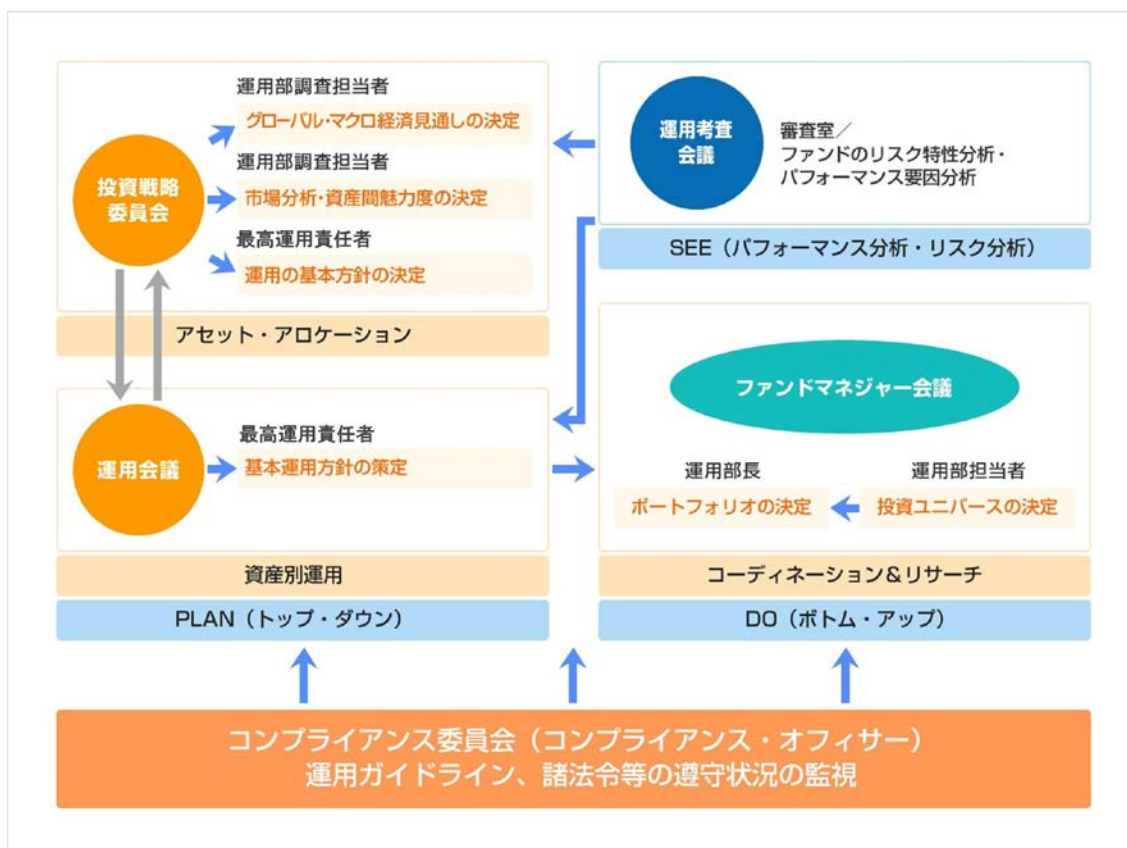 運用部調査担当者
グローバル・マクロ経済見通しの決定
投資戦略
委員会
運用部調査担当者
市場分析・資産間魅力度の決定
最高運用責任者
運用の基本方針の決定
アセット・アロケーション
運用会議
最高運用責任者
基本運用方針の策定
資産別運用
PLAN（トップ・ダウン）
運用考査
会議
審査室／
ファンドのリスク特性分析・
パフォーマンス要因分析
SEE（パフォーマンス分析・リスク分析）
ファンドマネジャー会議
運用部長
ポートフォリオの決定
運用部担当者
投資ユニバースの決定
コーディネーション＆リサーチ
DO（ボトム・アップ）
コンプライアンス委員会（コンプライアンス・オフィサー）
運用ガイドライン、諸法令等の遵守状況の監視